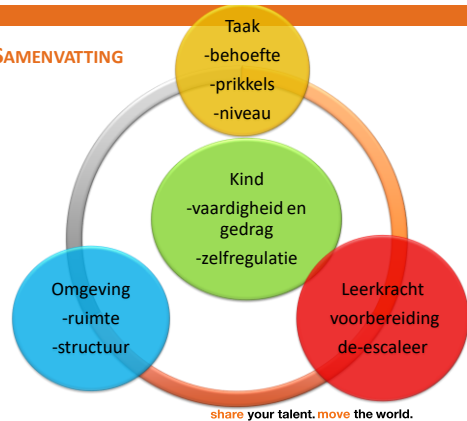 SAMENVATTING
Taak
-behoefte
-prikkels
-niveau
Kind
-vaardigheid en
gedrag
-zelfregulatie
Omgeving
-ruimte
-structuur
Leerkracht
voorbereiding
de-escaleer
share your talent. move the world.